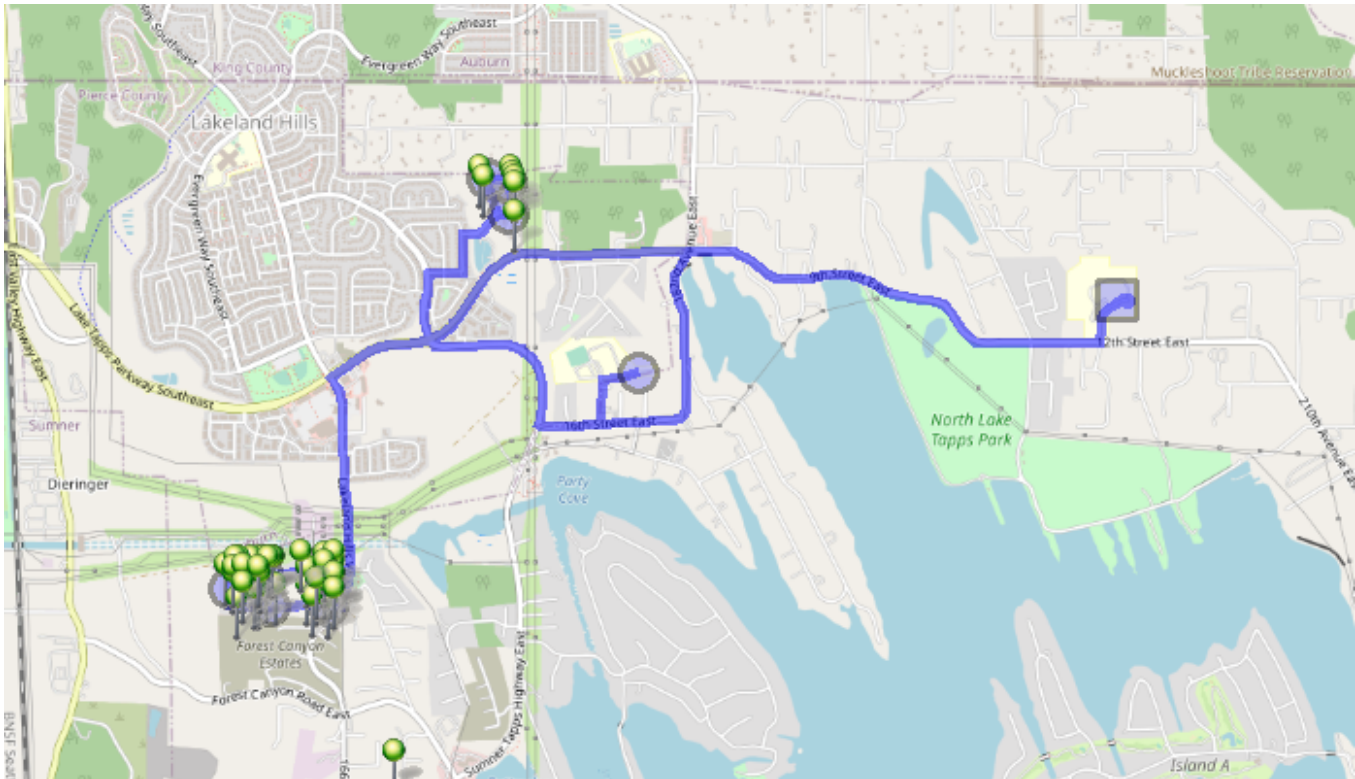 Evergreen Way Southeast
King County
Auburn
Muckleshoot Tribe Reservation
Pierce County
Lakeland Hills
Evergreen Way Southeast
9th Street East
Lake Tapps Parkway Southeast
12th Street East
210th Avenue Eas
16th Street East
North Lake
Tapps Park
Sumner
Dieringer
Party
Cove
Forest Canyon
Estates
Forest Canyon Road East
Sumner Tapps Highway East
Island A